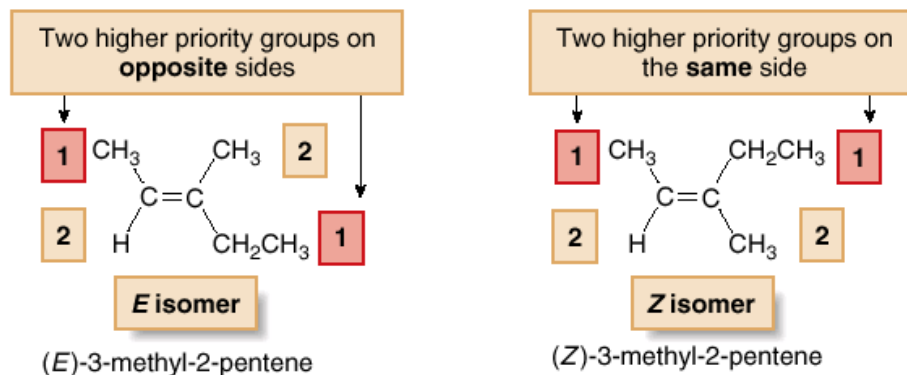 Two higher priority groups on
opposite sides
1 CH₃ CH₃ 2
C=C
2 H CH₂CH₃ 1
E isomer
(E)-3-methyl-2-pentene
Two higher priority groups on
the same side
1 CH₃ CH₂CH₃ 1
C=C
2 H CH₃ 2
Z isomer
(Z)-3-methyl-2-pentene